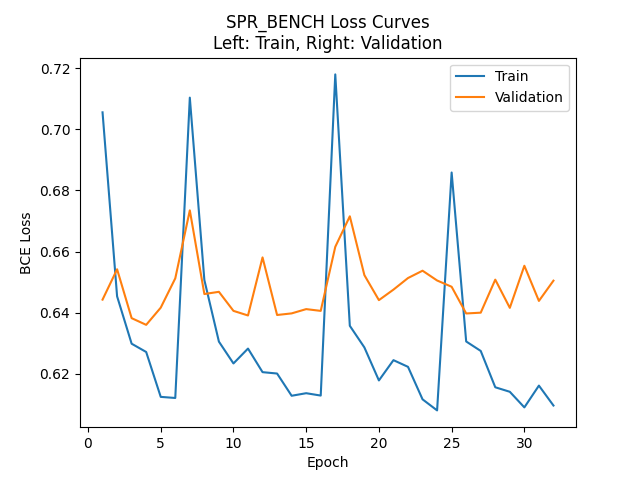 SPR_BENCH Loss Curves
Left: Train, Right: Validation
Train
Validation
BCE Loss
0.72
0.70
0.68
0.66
0.64
0.62
0
5
10
15
20
25
30
Epoch